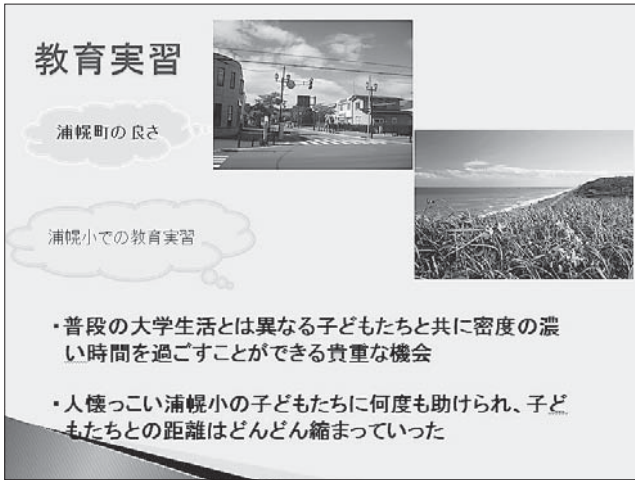 教育実習
浦幌町の良さ
浦幌小での教育実習
・普段の大学生活とは異なる子どもたちと共に密度の濃
い時間を過ごすことができる貴重な機会
・人懐っこい浦幌小の子どもたちに何度も助けられ、子ど
もたちとの距離はどんどん縮まっていった